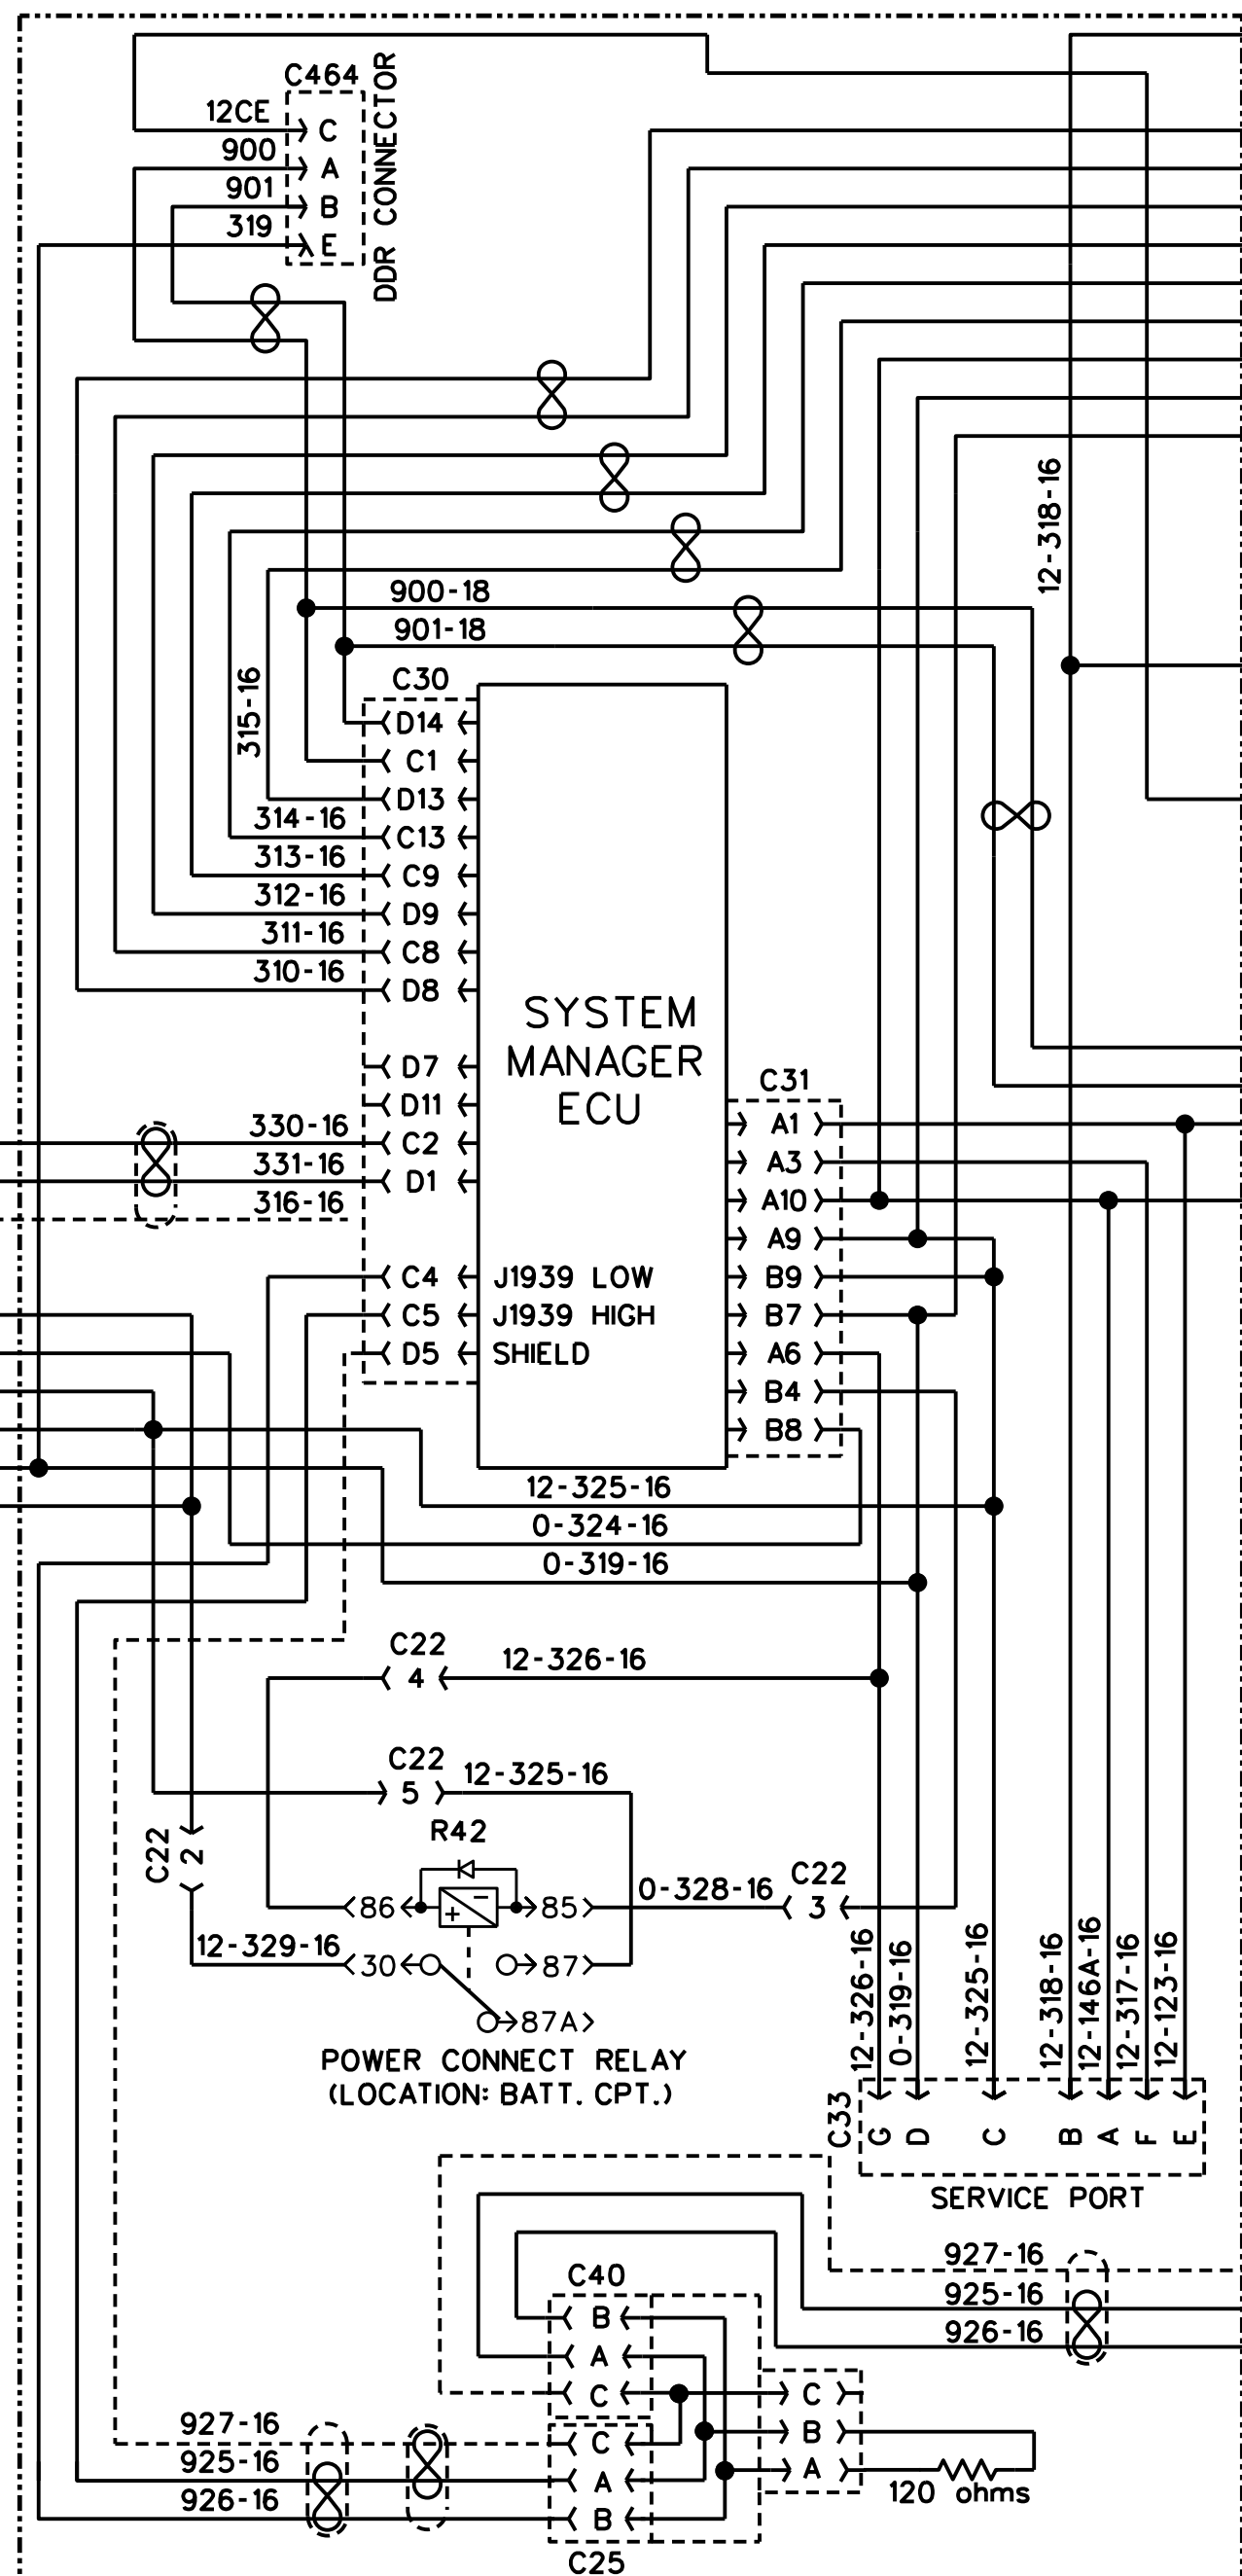 C464
DDR CONNECTOR
12CE
C
900
A
901
B
319
E
12-318-16
900-18
901-18
315-16
C30
D14
C1
D13
314-16
C13
313-16
C9
312-16
D9
311-16
C8
310-16
D8
SYSTEM
MANAGER
ECU
D7
D11
330-16
C2
331-16
D1
316-16
C31
A1
A3
A10
A9
B9
B7
A6
B4
B8
C4
J1939 LOW
C5
J1939 HIGH
D5
SHIELD
12-325-16
0-324-16
0-319-16
C22
4
12-326-16
C22
5
12-325-16
C22
2
R42
86
85
0-328-16
C22
3
12-329-16
30
87
87A
POWER CONNECT RELAY
(LOCATION: BATT. CPT.)
12-326-16
0-319-16
12-325-16
12-318-16
12-146A-16
12-317-16
12-123-16
C33
G
D
C
B
A
F
E
SERVICE PORT
927-16
925-16
926-16
C40
B
A
C
C
B
A
120 ohms
927-16
C
925-16
A
926-16
B
C25